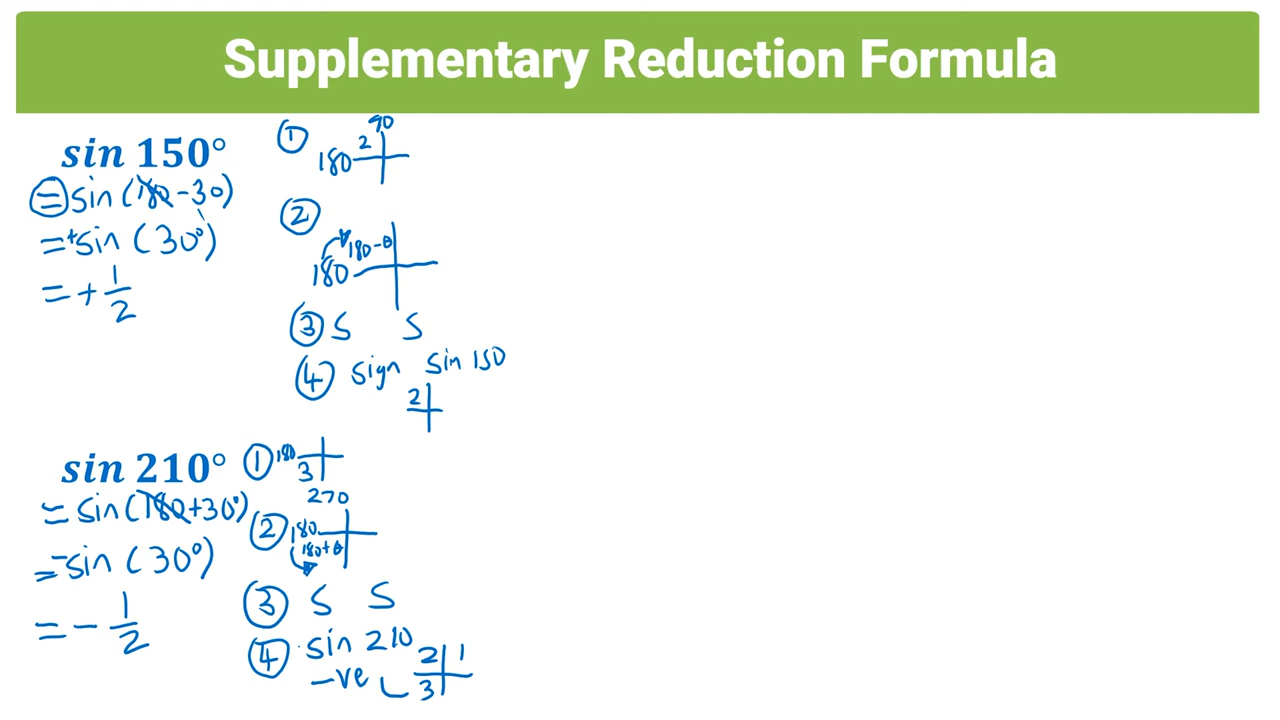 Supplementary Reduction Formula
sin 150°
= sin (180 - 30)
= + sin (30°)
= + 1/2
① 90
180 2
②
180 - θ
180
③ S S
④ sign sin 150
2
sin 210°
= sin (180 + 30°)
= - sin (30°)
= - 1/2
① 180
3
270
② 180
180 + θ
③ S S
④ sin 210
-ve
2 1
3